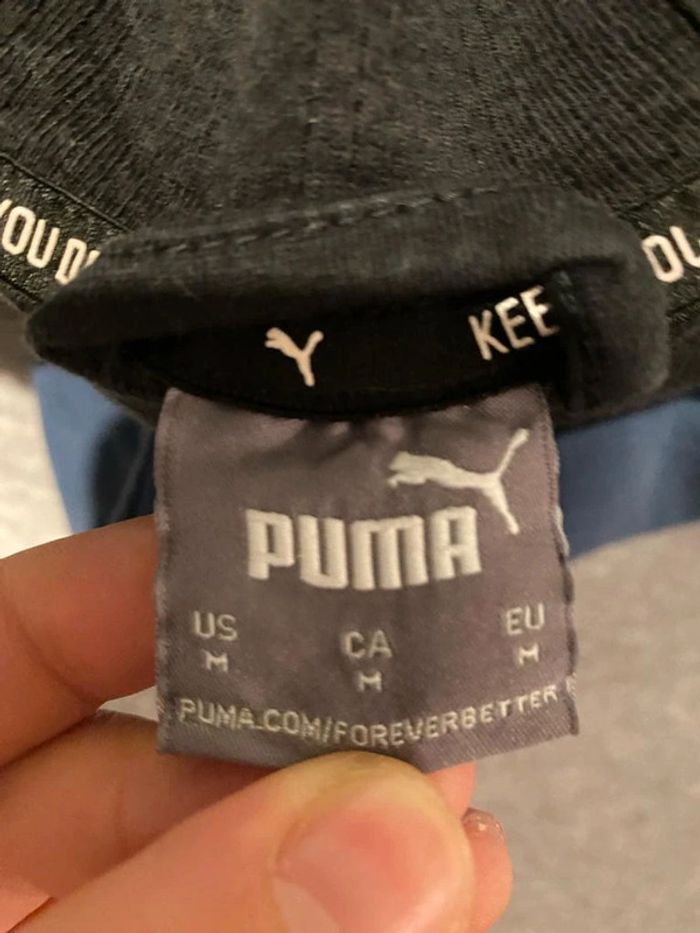 YOU D
OU
KEE
PUMA
US CA EU
M M M
PUMA.COM/FOREVERBETTER